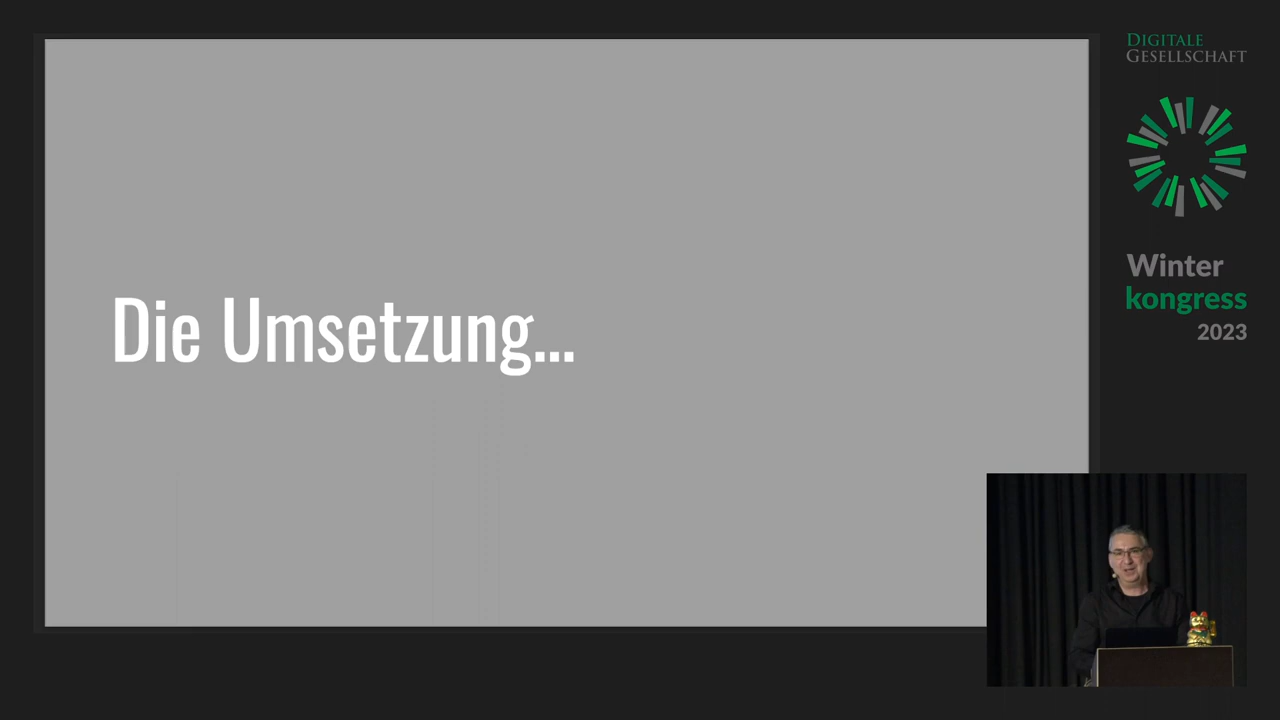 Die Umsetzung...
DIGITALE
GESELLSCHAFT
Winter
kongress
2023